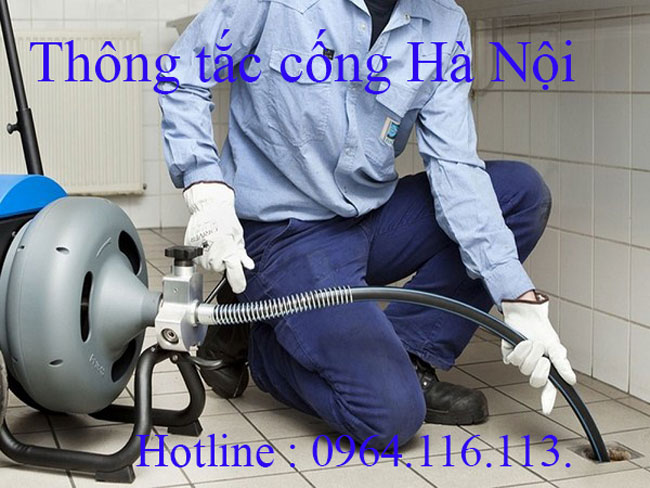 Thông tắc cống Hà Nội
Hotline : 0964.116.113.